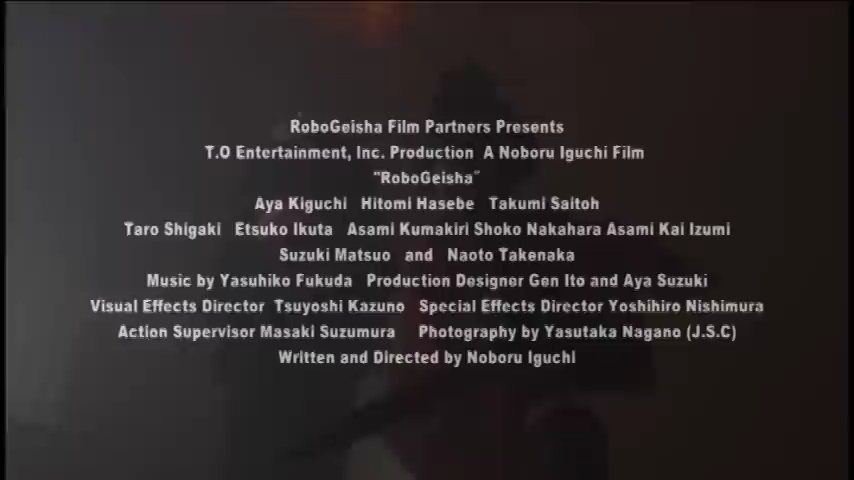 RoboGeisha Film Partners Presents
T.O Entertainment, Inc. Production A Noboru Iguchi Film
"RoboGeisha"
Aya Kiguchi Hitomi Hasebe Takumi Saitoh
Taro Shigaki Etsuko Ikuta Asami Kumakiri Shoko Nakahara Asami Kai Izumi
Suzuki Matsuo and Naoto Takenaka
Music by Yasuhiko Fukuda Production Designer Gen Ito and Aya Suzuki
Visual Effects Director Tsuyoshi Kazuno Special Effects Director Yoshihiro Nishimura
Action Supervisor Masaki Suzumura Photography by Yasutaka Nagano (J.S.C)
Written and Directed by Noboru Iguchi